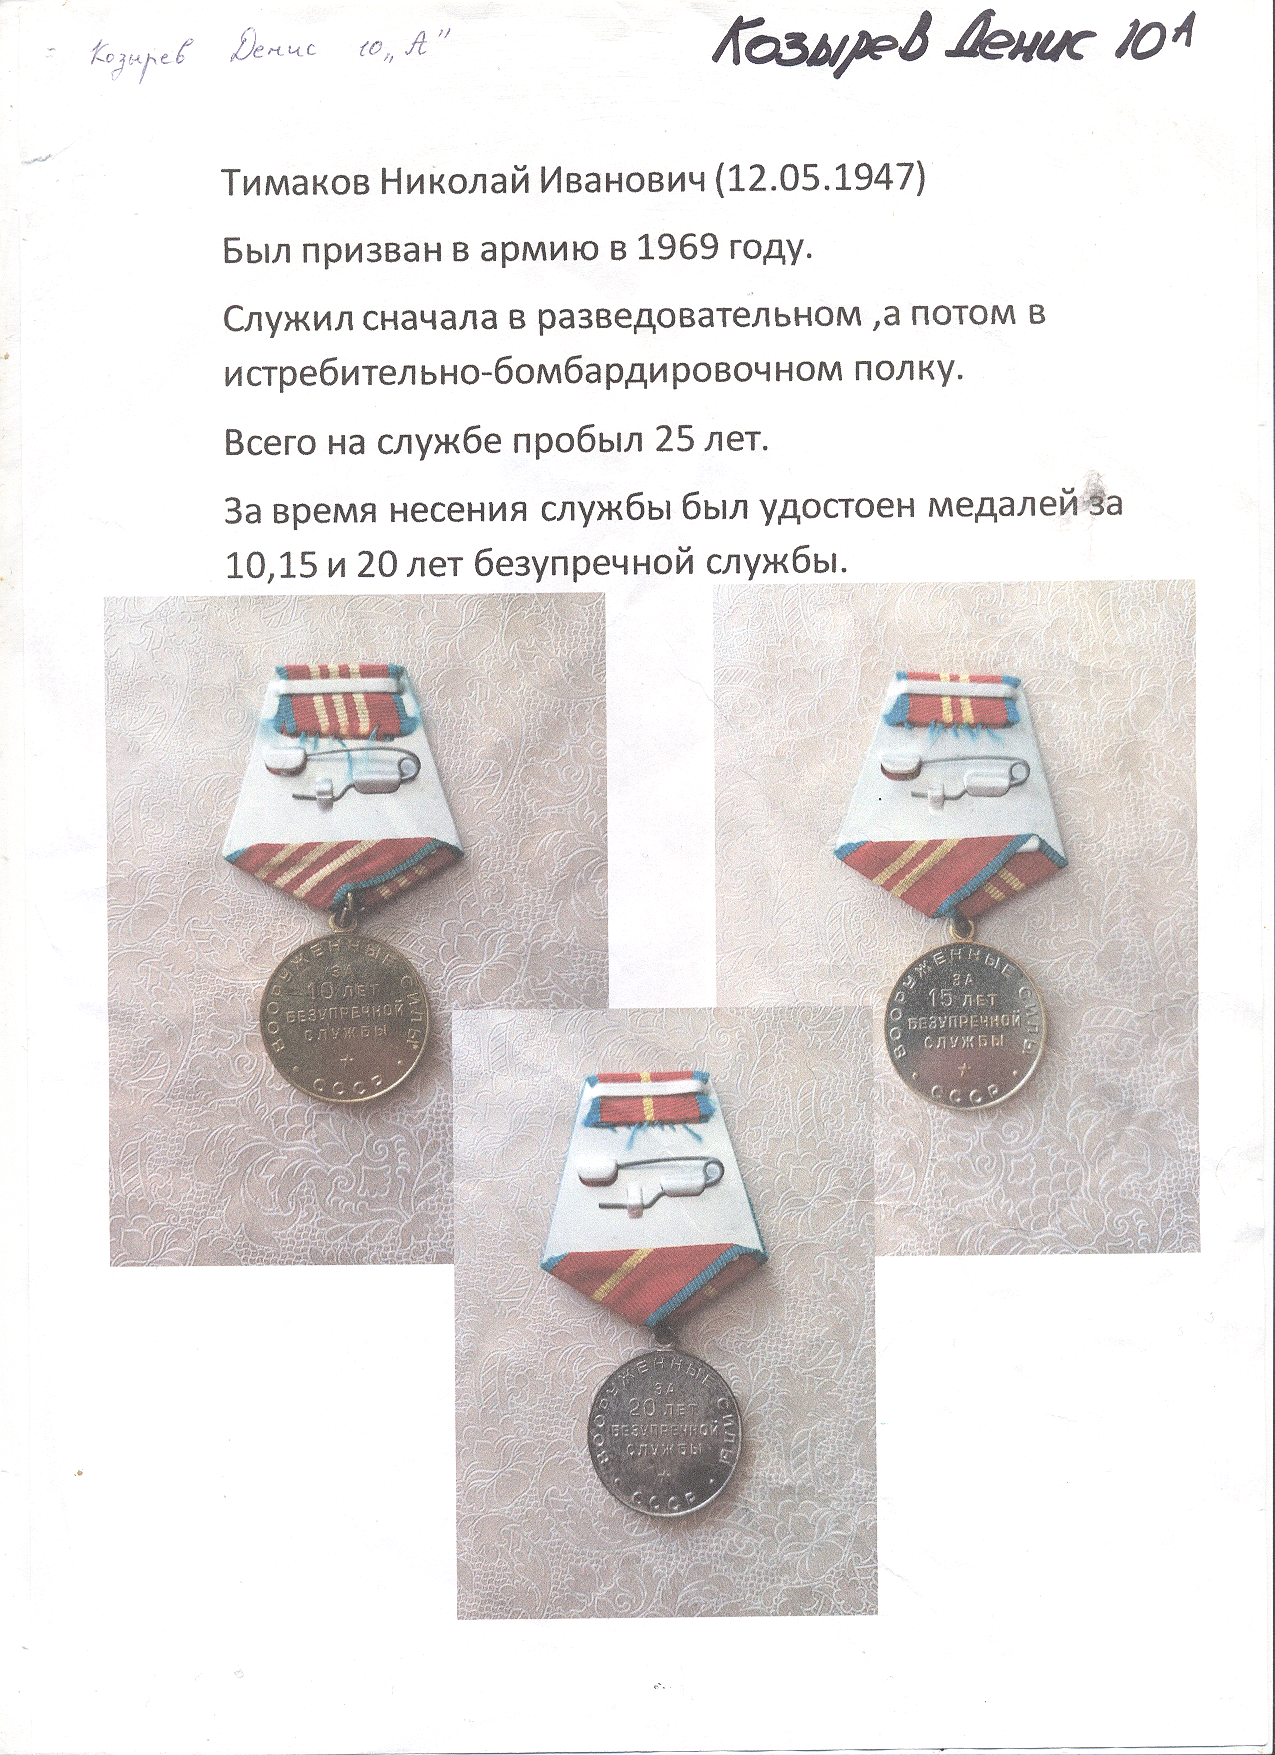 Козырев Денис 10 „А"
Козырев Денис 10А
Тимаков Николай Иванович (12.05.1947)
Был призван в армию в 1969 году.
Служил сначала в разведовательном ,а потом в
истребительно-бомбардировочном полку.
Всего на службе пробыл 25 лет.
За время несения службы был удостоен медалей за
10,15 и 20 лет безупречной службы.
ВООРУЖЕННЫЕ СИЛЫ
ЗА
10 ЛЕТ
БЕЗУПРЕЧНОЙ
СЛУЖБЫ
СССР
ВООРУЖЕННЫЕ СИЛЫ
ЗА
15 ЛЕТ
БЕЗУПРЕЧНОЙ
СЛУЖБЫ
СССР
ВООРУЖЕННЫЕ СИЛЫ
ЗА
20 ЛЕТ
БЕЗУПРЕЧНОЙ
СЛУЖБЫ
СССР